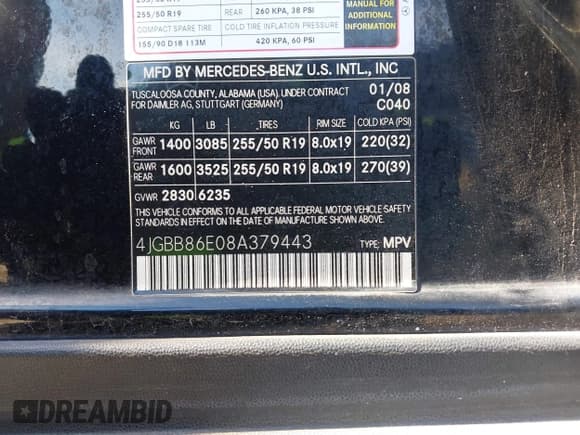 255/50 R19 REAR 260 KPA, 38 PSI
COMPACT SPARE TIRE COLD TIRE INFLATION PRESSURE
155/90 D18 113M 420 KPA, 60 PSI
MANUAL FOR
ADDITIONAL
INFORMATION
MFD BY MERCEDES-BENZ U.S. INTL., INC
TUSCALOOSA COUNTY, ALABAMA (USA). UNDER CONTRACT
FOR DAIMLER AG, STUTTGART (GERMANY)
01/08
C040
KG LB TIRES RIM SIZE COLD KPA (PSI)
GAWR FRONT 1400 3085 255/50 R19 8.0x19 220(32)
GAWR REAR 1600 3525 255/50 R19 8.0x19 270(39)
GVWR 2830 6235
THIS VEHICLE CONFORMS TO ALL APPLICABLE FEDERAL MOTOR VEHICLE SAFETY
STANDARDS IN EFFECT ON THE DATE OF MANUFACTURE SHOWN ABOVE.
4JGBB86E08A379443 TYPE: MPV
DREAMBID